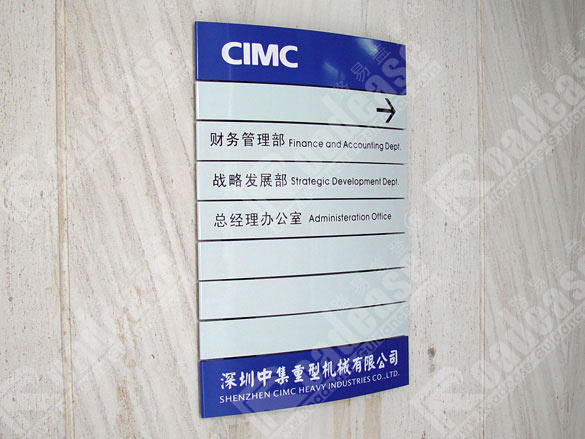 CIMC
→
财务管理部 Finance and Accounting Dept.
战略发展部 Strategic Development Dept.
总经理办公室 Administeration Office
深圳中集重型机械有限公司
SHENZHEN CIMC HEAVY INDUSTRIES CO.,LTD.